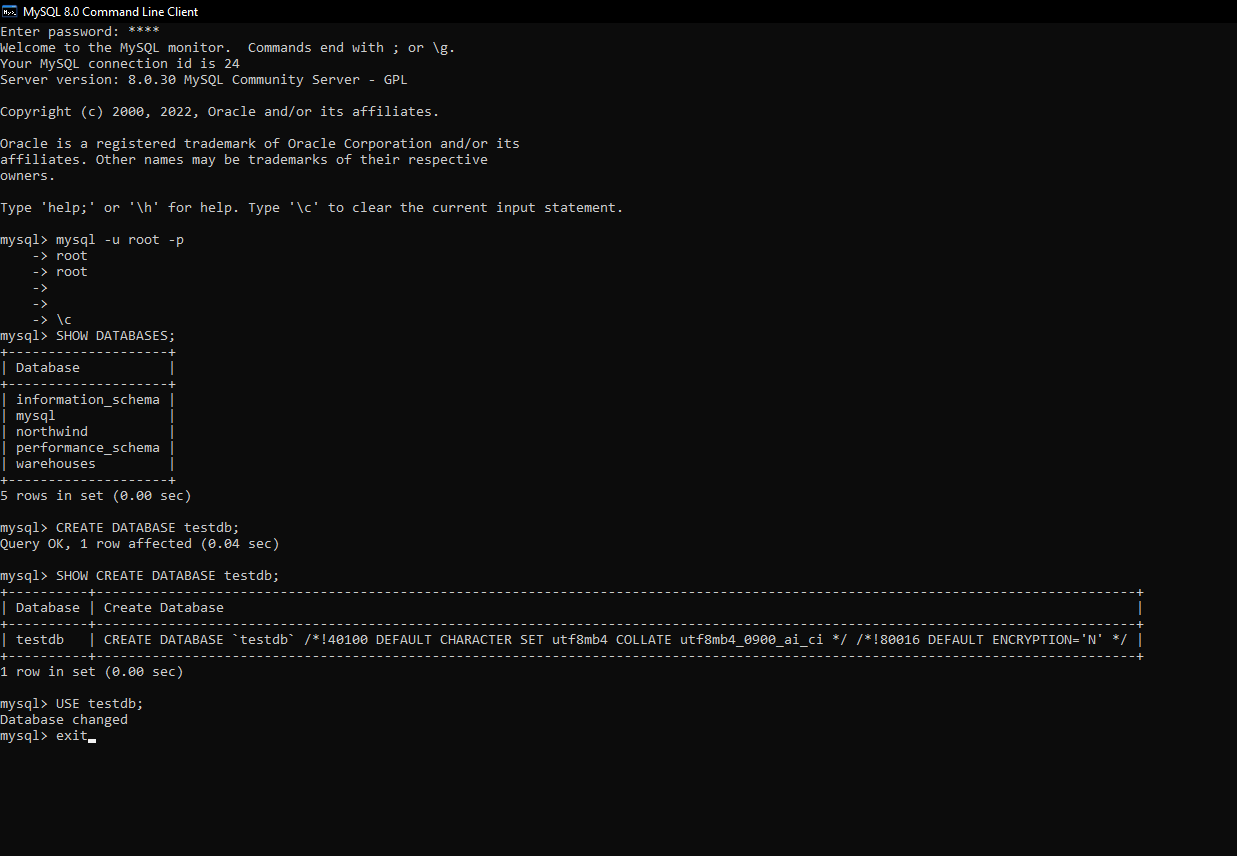 MySQL 8.0 Command Line Client
Enter password: ****
Welcome to the MySQL monitor.  Commands end with ; or \g.
Your MySQL connection id is 24
Server version: 8.0.30 MySQL Community Server - GPL

Copyright (c) 2000, 2022, Oracle and/or its affiliates.

Oracle is a registered trademark of Oracle Corporation and/or its
affiliates. Other names may be trademarks of their respective
owners.

Type 'help;' or '\h' for help. Type '\c' to clear the current input statement.

mysql> mysql -u root -p
    -> root
    -> root
    ->
    ->
    -> \c
mysql> SHOW DATABASES;
+--------------------+
| Database           |
+--------------------+
| information_schema |
| mysql              |
| northwind          |
| performance_schema |
| warehouses         |
+--------------------+
5 rows in set (0.00 sec)

mysql> CREATE DATABASE testdb;
Query OK, 1 row affected (0.04 sec)

mysql> SHOW CREATE DATABASE testdb;
+----------+----------------------------------------------------------------------------------------------------------------------------------+
| Database | Create Database                                                                                                                  |
+----------+----------------------------------------------------------------------------------------------------------------------------------+
| testdb   | CREATE DATABASE `testdb` /*!40100 DEFAULT CHARACTER SET utf8mb4 COLLATE utf8mb4_0900_ai_ci */ /*!80016 DEFAULT ENCRYPTION='N' */ |
+----------+----------------------------------------------------------------------------------------------------------------------------------+
1 row in set (0.00 sec)

mysql> USE testdb;
Database changed
mysql> exit